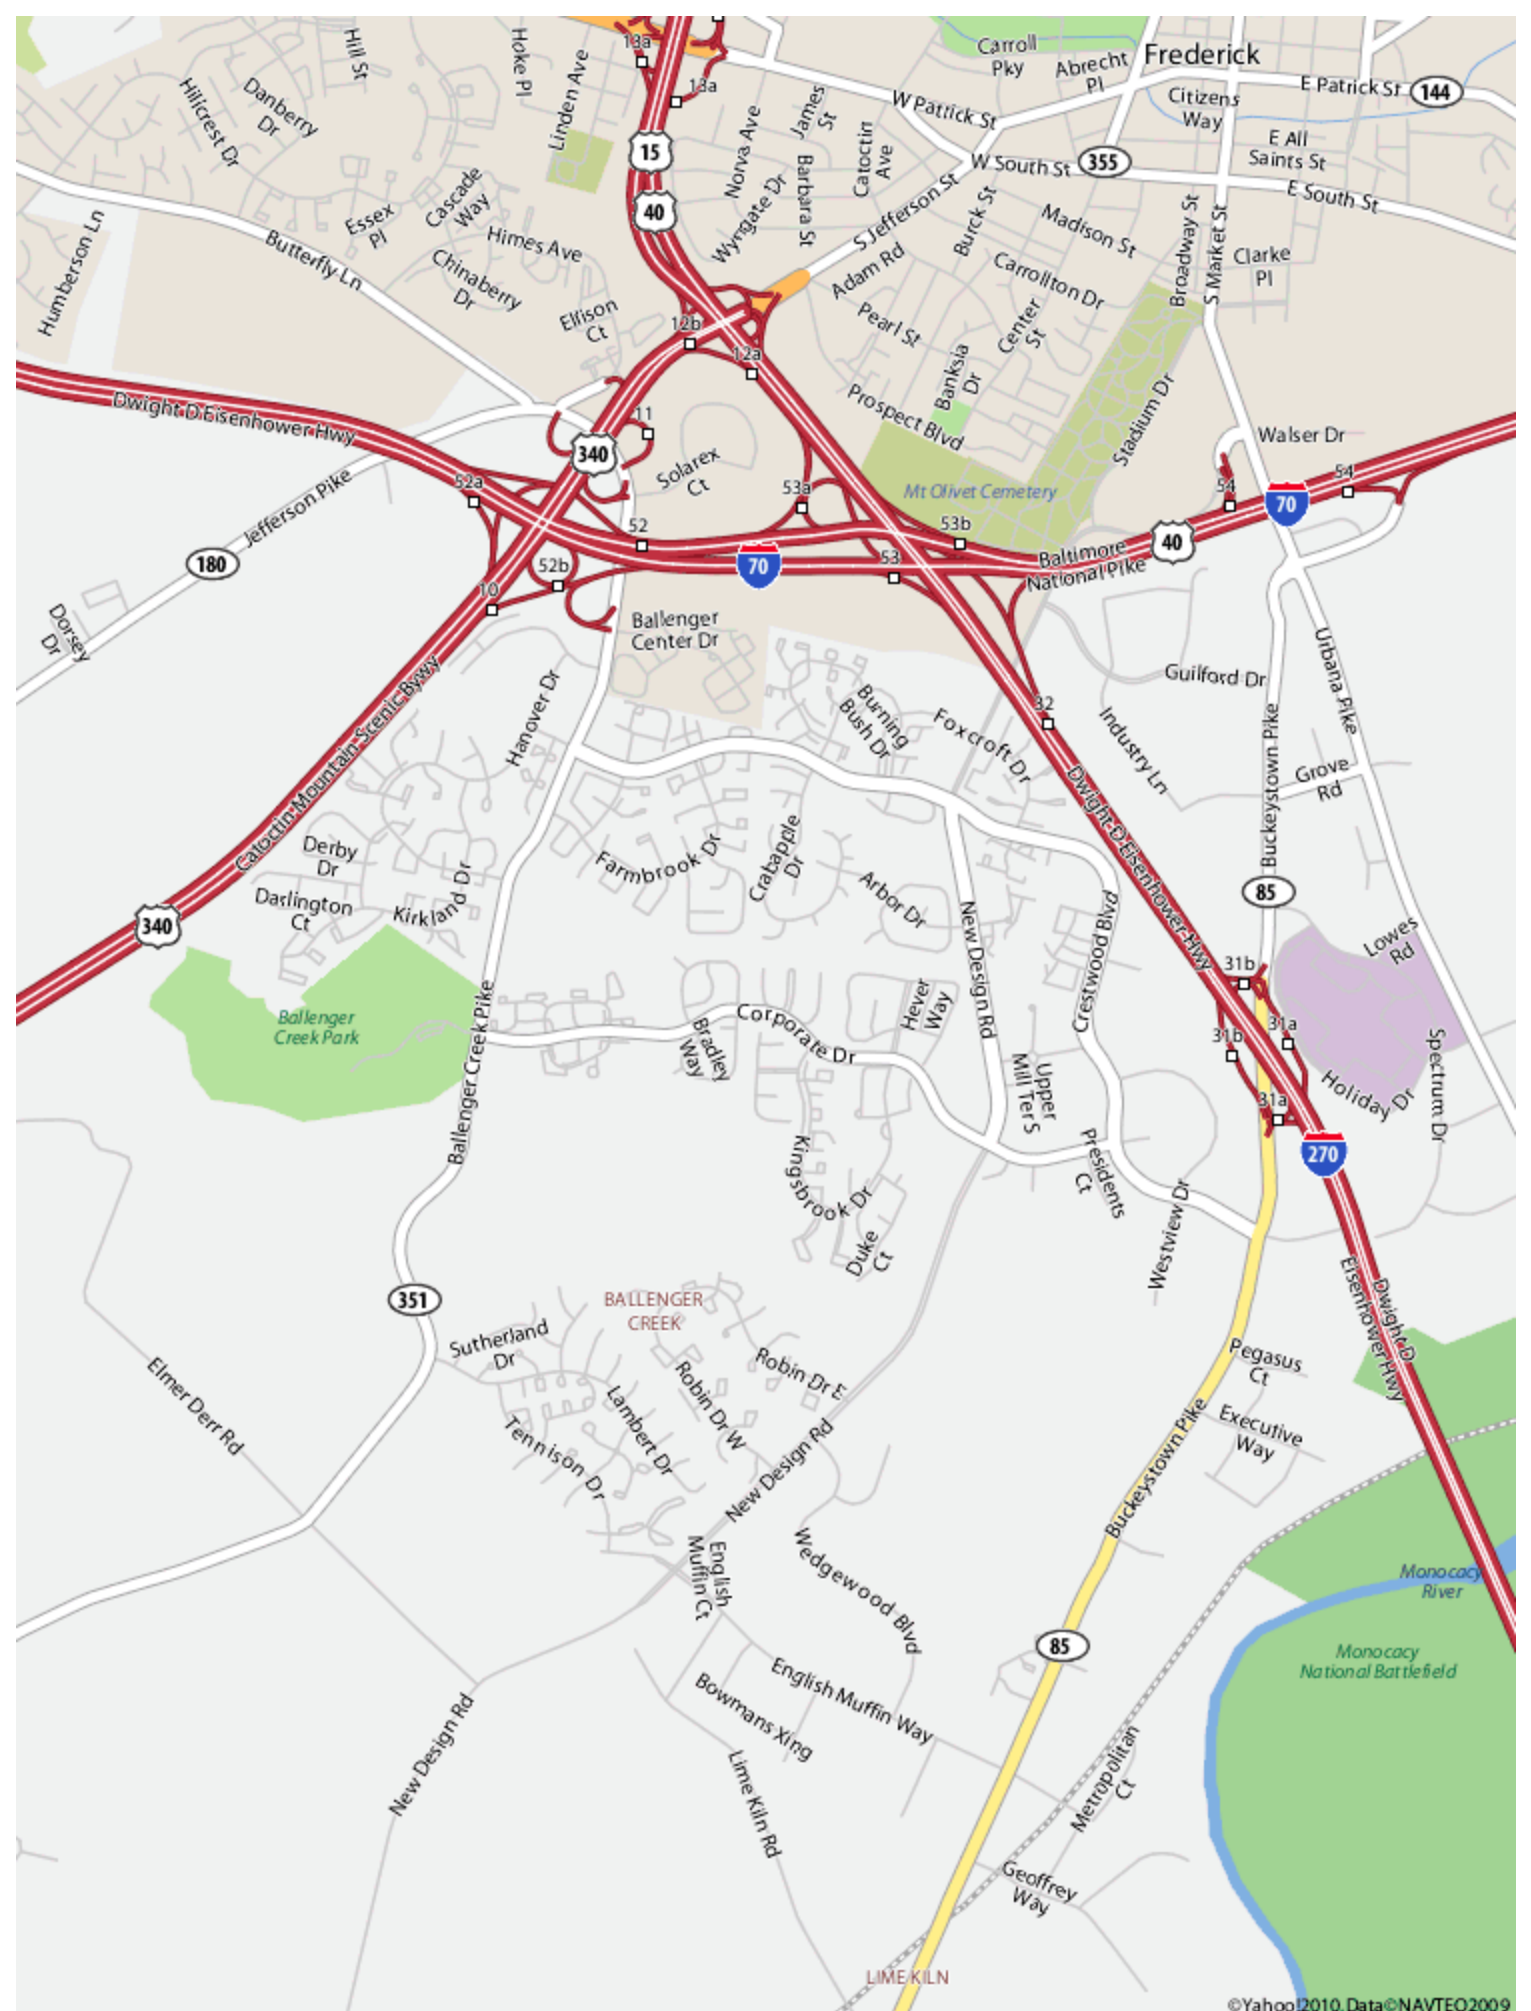 13a
Carroll
Pky
Abrecht
Pl
Frederick
Hill St
Hoke Pl
Linden Ave
13a
Hillcrest Dr
Danberry
Dr
W Patrick St
Citizens
Way
E Patrick St
144
15
Norva Ave
James
St
Catoctin
Ave
W South St
355
E All
Saints St
40
Barbara St
Wyngate Dr
S Jefferson St
Burck St
Madison St
Broadway St
S Market St
E South St
Humberson Ln
Essex
Pl
Cascade
Way
Himes Ave
Butterfly Ln
Chinaberry
Dr
Elfison
Ct
Adam Rd
Carrollton Dr
Clarke
Pl
Pearl St
Center
St
12b
12a
Banksia
Dr
Prospect Blvd
Stadium Dr
Dwight D Eisenhower Hwy
11
340
Walser Dr
Solarex
Ct
52a
Jefferson Pike
53a
Mt Olivet Cemetery
54
54
70
52
53b
40
180
52b
70
53
Baltimore
National Pike
10
Dorsey
Dr
Ballenger
Center Dr
Catoctin Mountain Scenic Bywy
Hanover Dr
Burning
Bush Dr
Foxcroft Dr
32
Guilford Dr
Urbana Pike
Industry Ln
Buckeystown Pike
Grove
Rd
Dwight D Eisenhower Hwy
Derby
Dr
Farmbrook Dr
Crabapple
Dr
Arbor Dr
85
Darlington
Ct
Kirkland Dr
340
New Design Rd
Crestwood Blvd
Lowes
Rd
31b
Ballenger
Creek Park
Ballenger Creek Pike
Corporate Dr
Bradley
Way
Hever
Way
31b
31a
Spectrum Dr
Upper
Mill Ter S
Holiday Dr
31a
270
Kingsbrook Dr
Presidents
Ct
Westview Dr
Duke
Ct
351
BALLENGER
CREEK
Dwight D
Eisenhower Hwy
Sutherland
Dr
Robin Dr E
Pegasus
Ct
Elmer Derr Rd
Robin Dr W
Lambert Dr
Tennison Dr
New Design Rd
Buckeystown Pike
Executive
Way
English
Muffin Ct
Wedgewood Blvd
Monocacy
River
85
Monocacy
National Battlefield
English Muffin Way
Bowmans Xing
New Design Rd
Lime Kiln Rd
Metropolitan
Ct
Geoffrey
Way
LIME KILN
©Yahoo!2010, Data©NAVTEQ2009